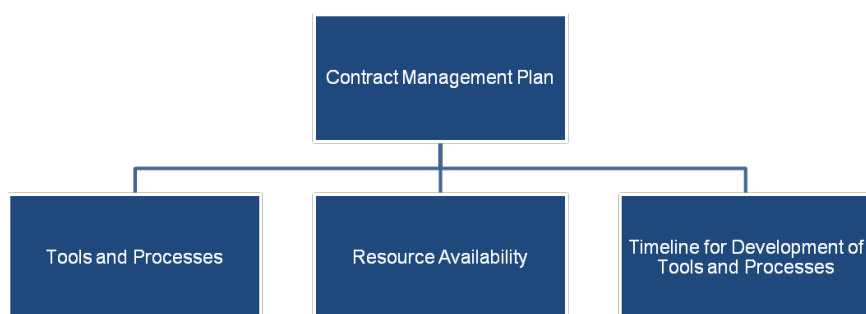 Contract Management Plan
Tools and Processes
Resource Availability
Timeline for Development of
Tools and Processes